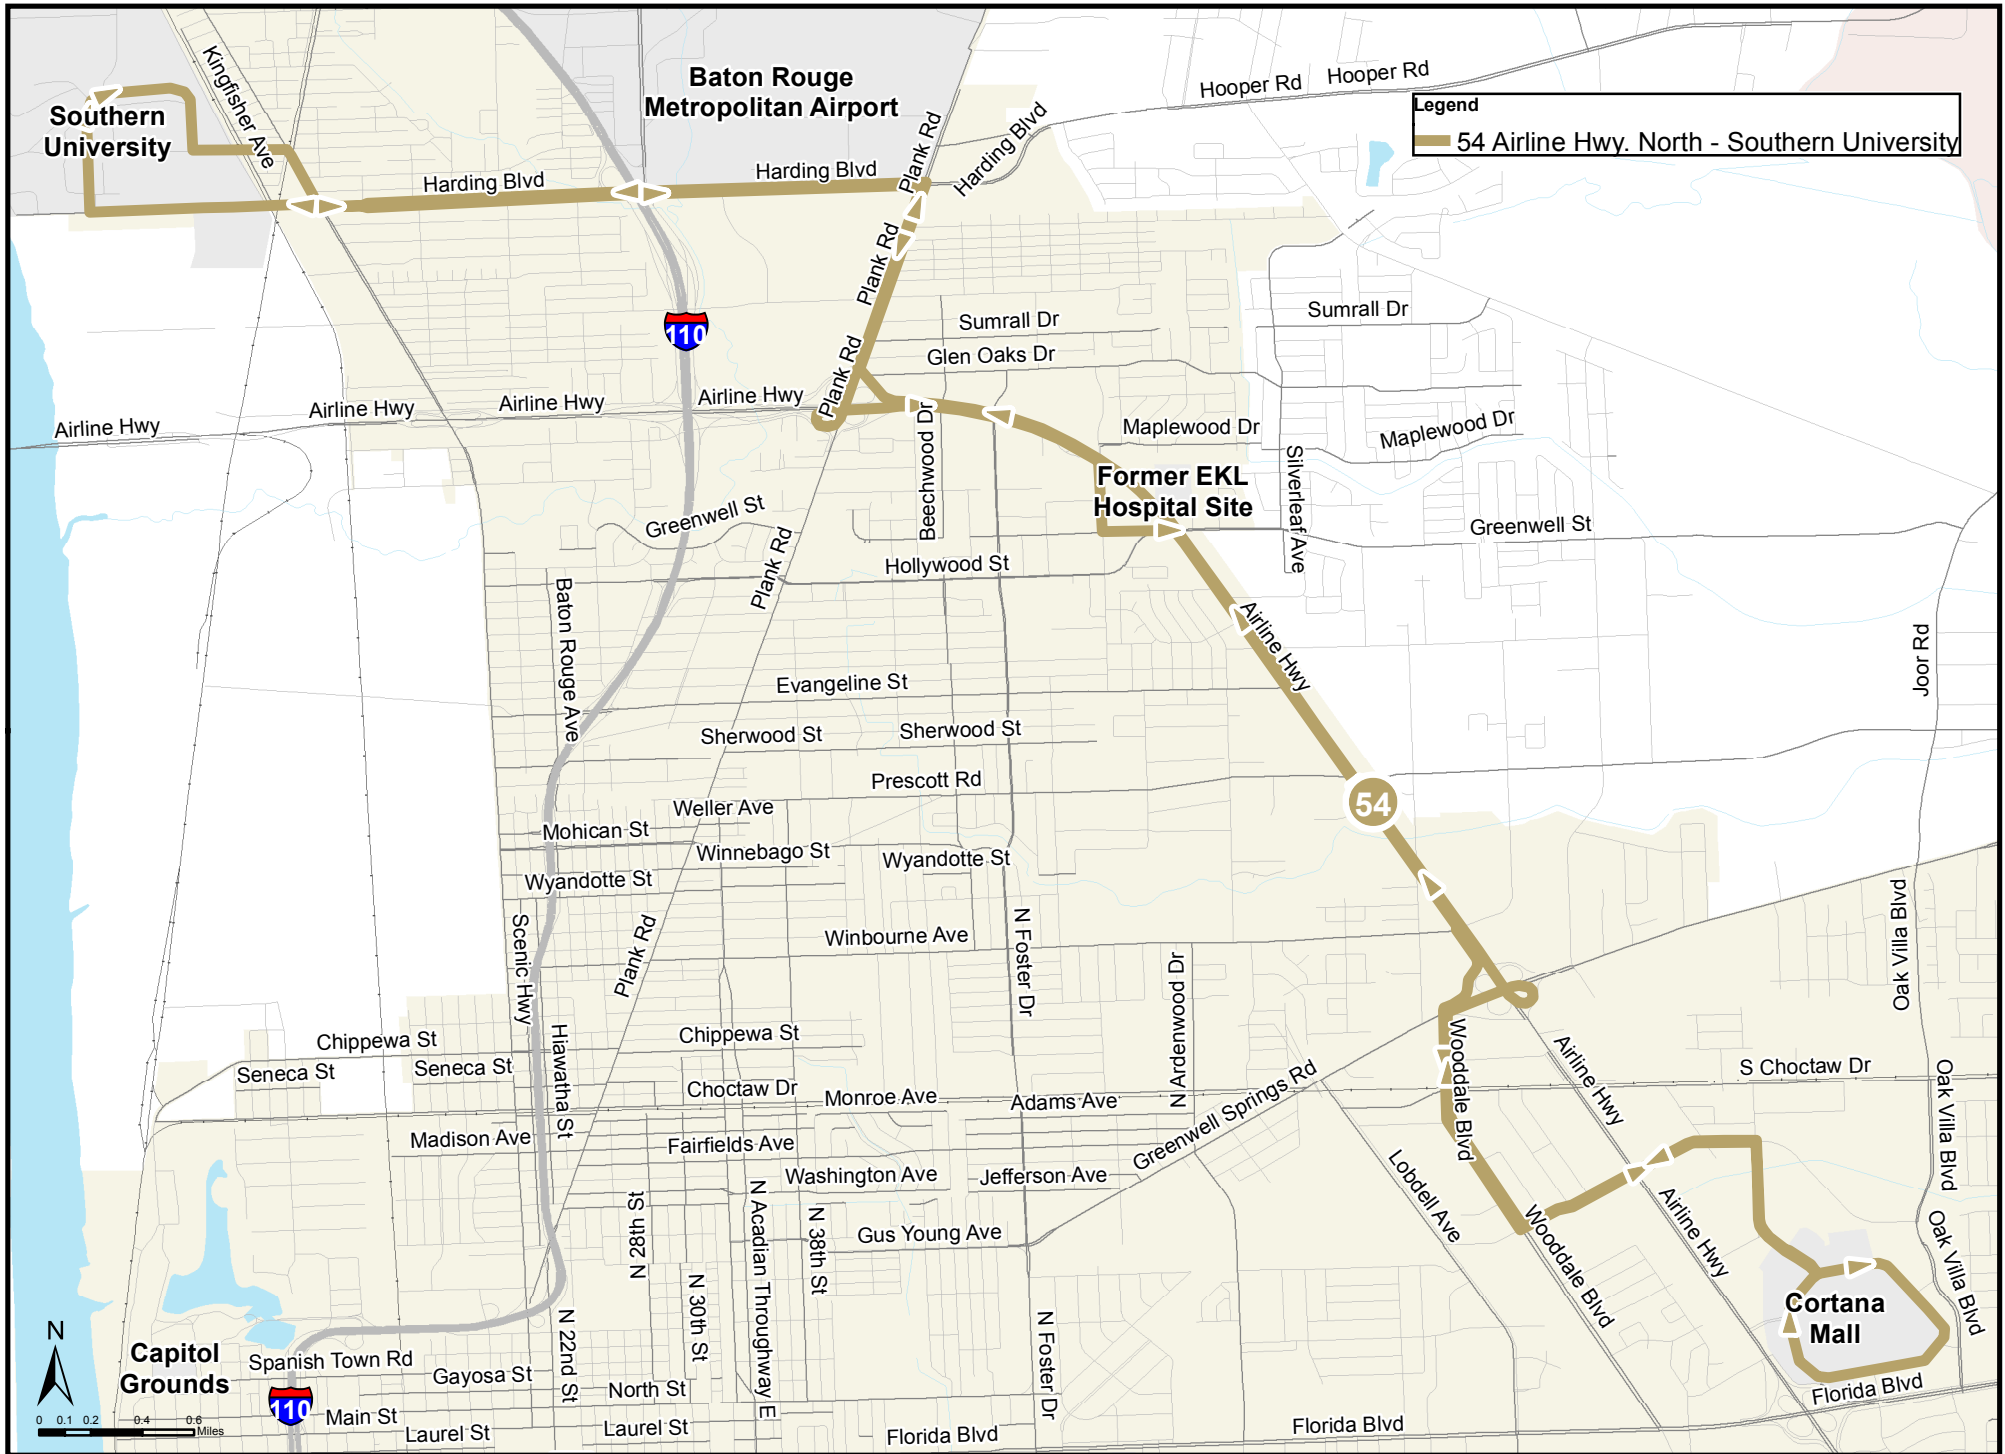 Kingfisher Ave
Southern
University
Baton Rouge
Metropolitan Airport
Hooper Rd
Hooper Rd
Legend
54 Airline Hwy. North - Southern University
Harding Blvd
Harding Blvd
Plank Rd
Harding Blvd
Plank Rd
110
Sumrall Dr
Sumrall Dr
Glen Oaks Dr
Plank Rd
Airline Hwy
Airline Hwy
Airline Hwy
Airline Hwy
Beechwood Dr
Maplewood Dr
Maplewood Dr
Former EKL
Hospital Site
Silverleaf Ave
Greenwell St
Greenwell St
Plank Rd
Hollywood St
Baton Rouge Ave
Airline Hwy
Joor Rd
Evangeline St
Sherwood St
Sherwood St
Prescott Rd
54
Weller Ave
Mohican St
Winnebago St
Wyandotte St
Wyandotte St
Scenic Hwy
Plank Rd
Winbourne Ave
N Foster Dr
N Ardenwood Dr
Oak Villa Blvd
Chippewa St
Chippewa St
Seneca St
Seneca St
Hiawatha St
Choctaw Dr
Monroe Ave
Adams Ave
Greenwell Springs Rd
Wooddale Blvd
Airline Hwy
S Choctaw Dr
Oak Villa Blvd
Madison Ave
Fairfields Ave
Washington Ave
Jefferson Ave
Lobdell Ave
Wooddale Blvd
Airline Hwy
Oak Villa Blvd
N 28th St
N Acadian Throughway E
N 38th St
Gus Young Ave
N 30th St
N 22nd St
N Foster Dr
Cortana
Mall
N
Capitol
Grounds
Spanish Town Rd
Gayosa St
North St
110
Main St
Laurel St
Laurel St
Florida Blvd
Florida Blvd
Florida Blvd
0 0.1 0.2 0.4 0.6
Miles